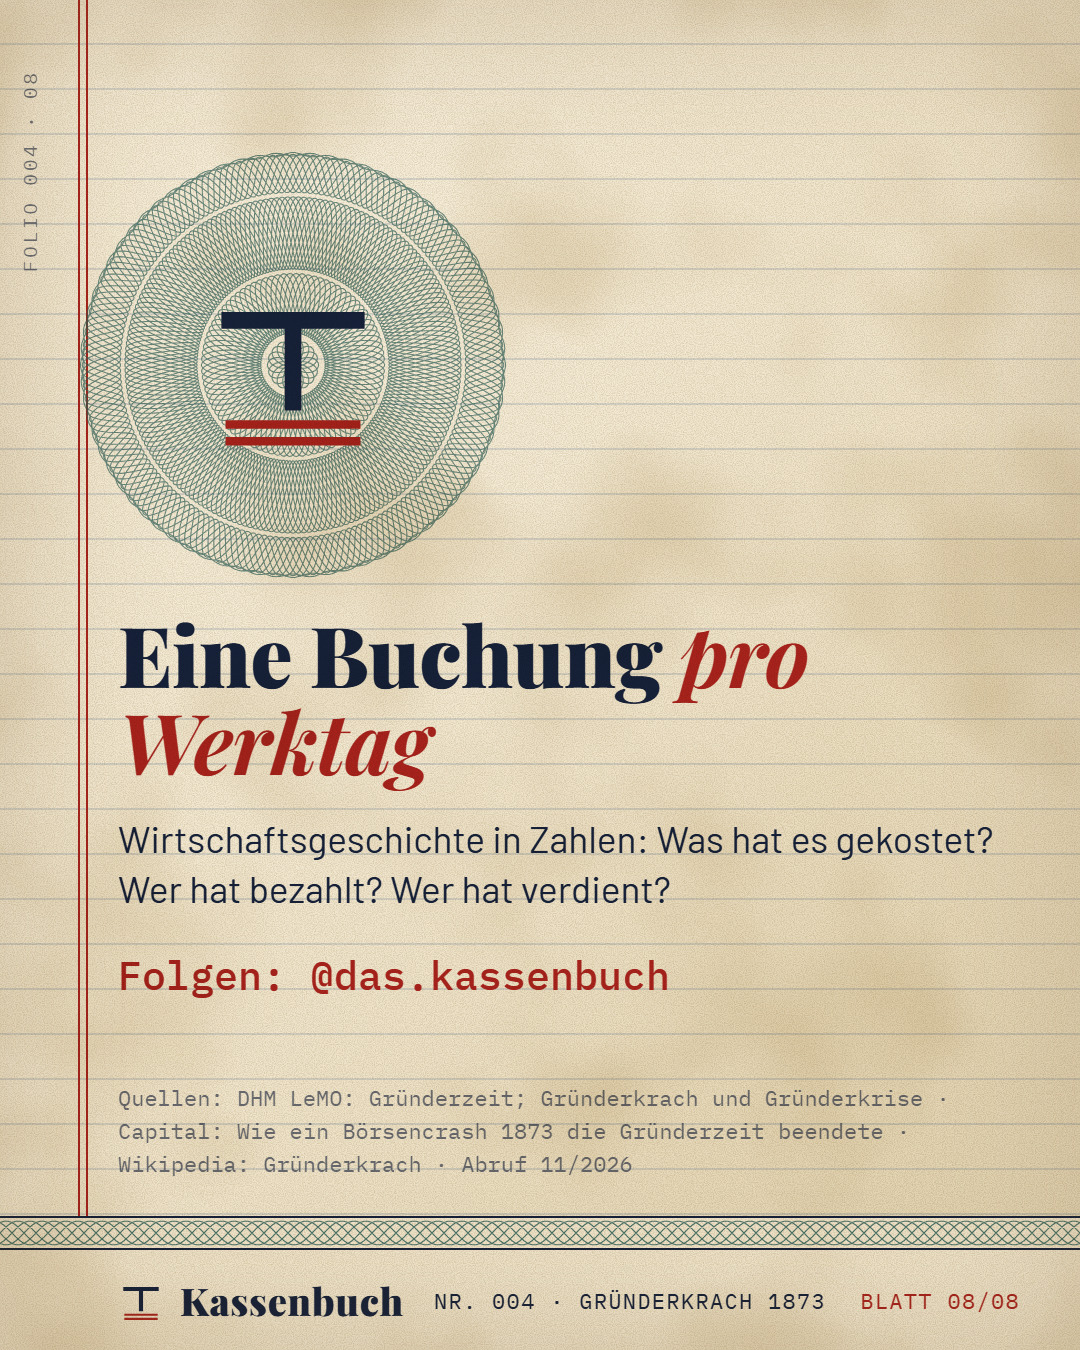 FOLIO 004 · 08
Eine Buchung pro
Werktag
Wirtschaftsgeschichte in Zahlen: Was hat es gekostet?
Wer hat bezahlt? Wer hat verdient?
Folgen: @das.kassenbuch
Quellen: DHM LeMO: Gründerzeit; Gründerkrach und Gründerkrise ·
Capital: Wie ein Börsencrash 1873 die Gründerzeit beendete ·
Wikipedia: Gründerkrach · Abruf 11/2026
Kassenbuch NR. 004 · GRÜNDERKRACH 1873 BLATT 08/08